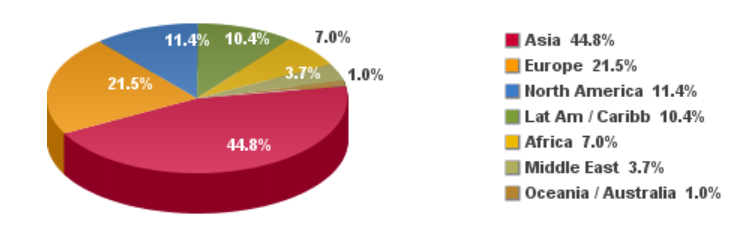 11.4%
10.4%
7.0%
3.7%
1.0%
21.5%
44.8%
Asia 44.8%
Europe 21.5%
North America 11.4%
Lat Am / Caribb 10.4%
Africa 7.0%
Middle East 3.7%
Oceania / Australia 1.0%